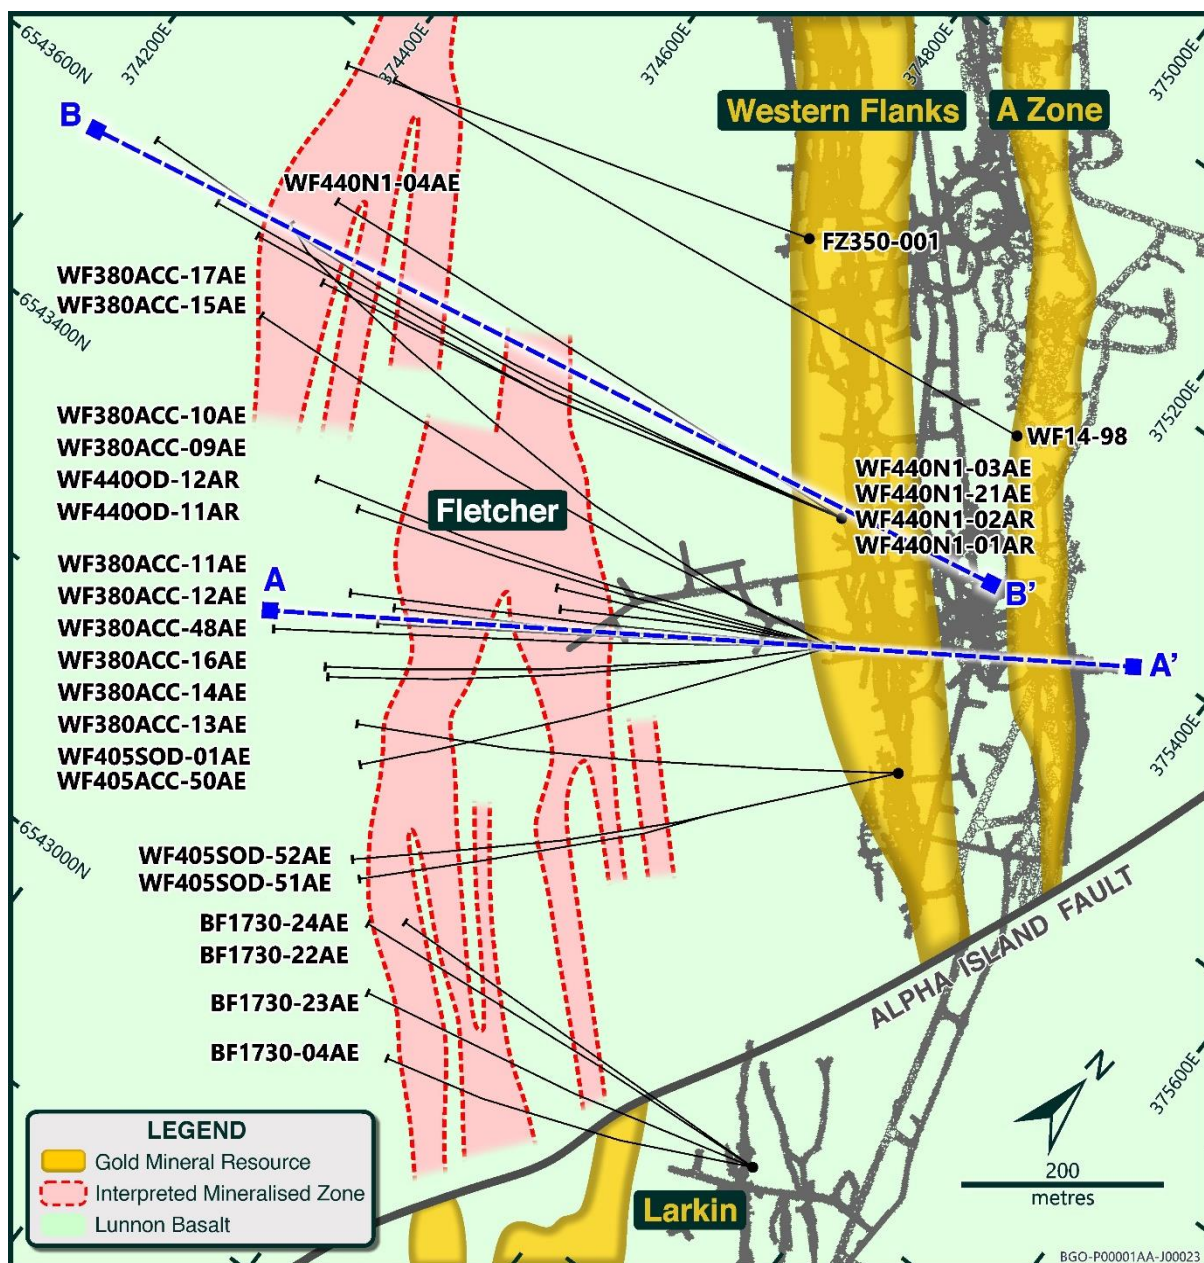 6543600N
374200E
374400E
374600E
374800E
375000E
B
Western Flanks
A Zone
WF440N1-04AE
FZ350-001
WF380ACC-17AE
WF380ACC-15AE
6543400N
375200E
WF380ACC-10AE
WF380ACC-09AE
WF440OD-12AR
WF440OD-11AR
Fletcher
WF14-98
WF440N1-03AE
WF440N1-21AE
WF440N1-02AR
WF440N1-01AR
WF380ACC-11AE
WF380ACC-12AE
WF380ACC-48AE
WF380ACC-16AE
WF380ACC-14AE
WF380ACC-13AE
WF405SOD-01AE
WF405ACC-50AE
A
B'
A'
375400E
6543000N
WF405SOD-52AE
WF405SOD-51AE
BF1730-24AE
BF1730-22AE
BF1730-23AE
BF1730-04AE
ALPHA ISLAND FAULT
375600E
N
200
metres
Larkin
LEGEND
Gold Mineral Resource
Interpreted Mineralised Zone
Lunnon Basalt
BGO-P00001AA-J00023